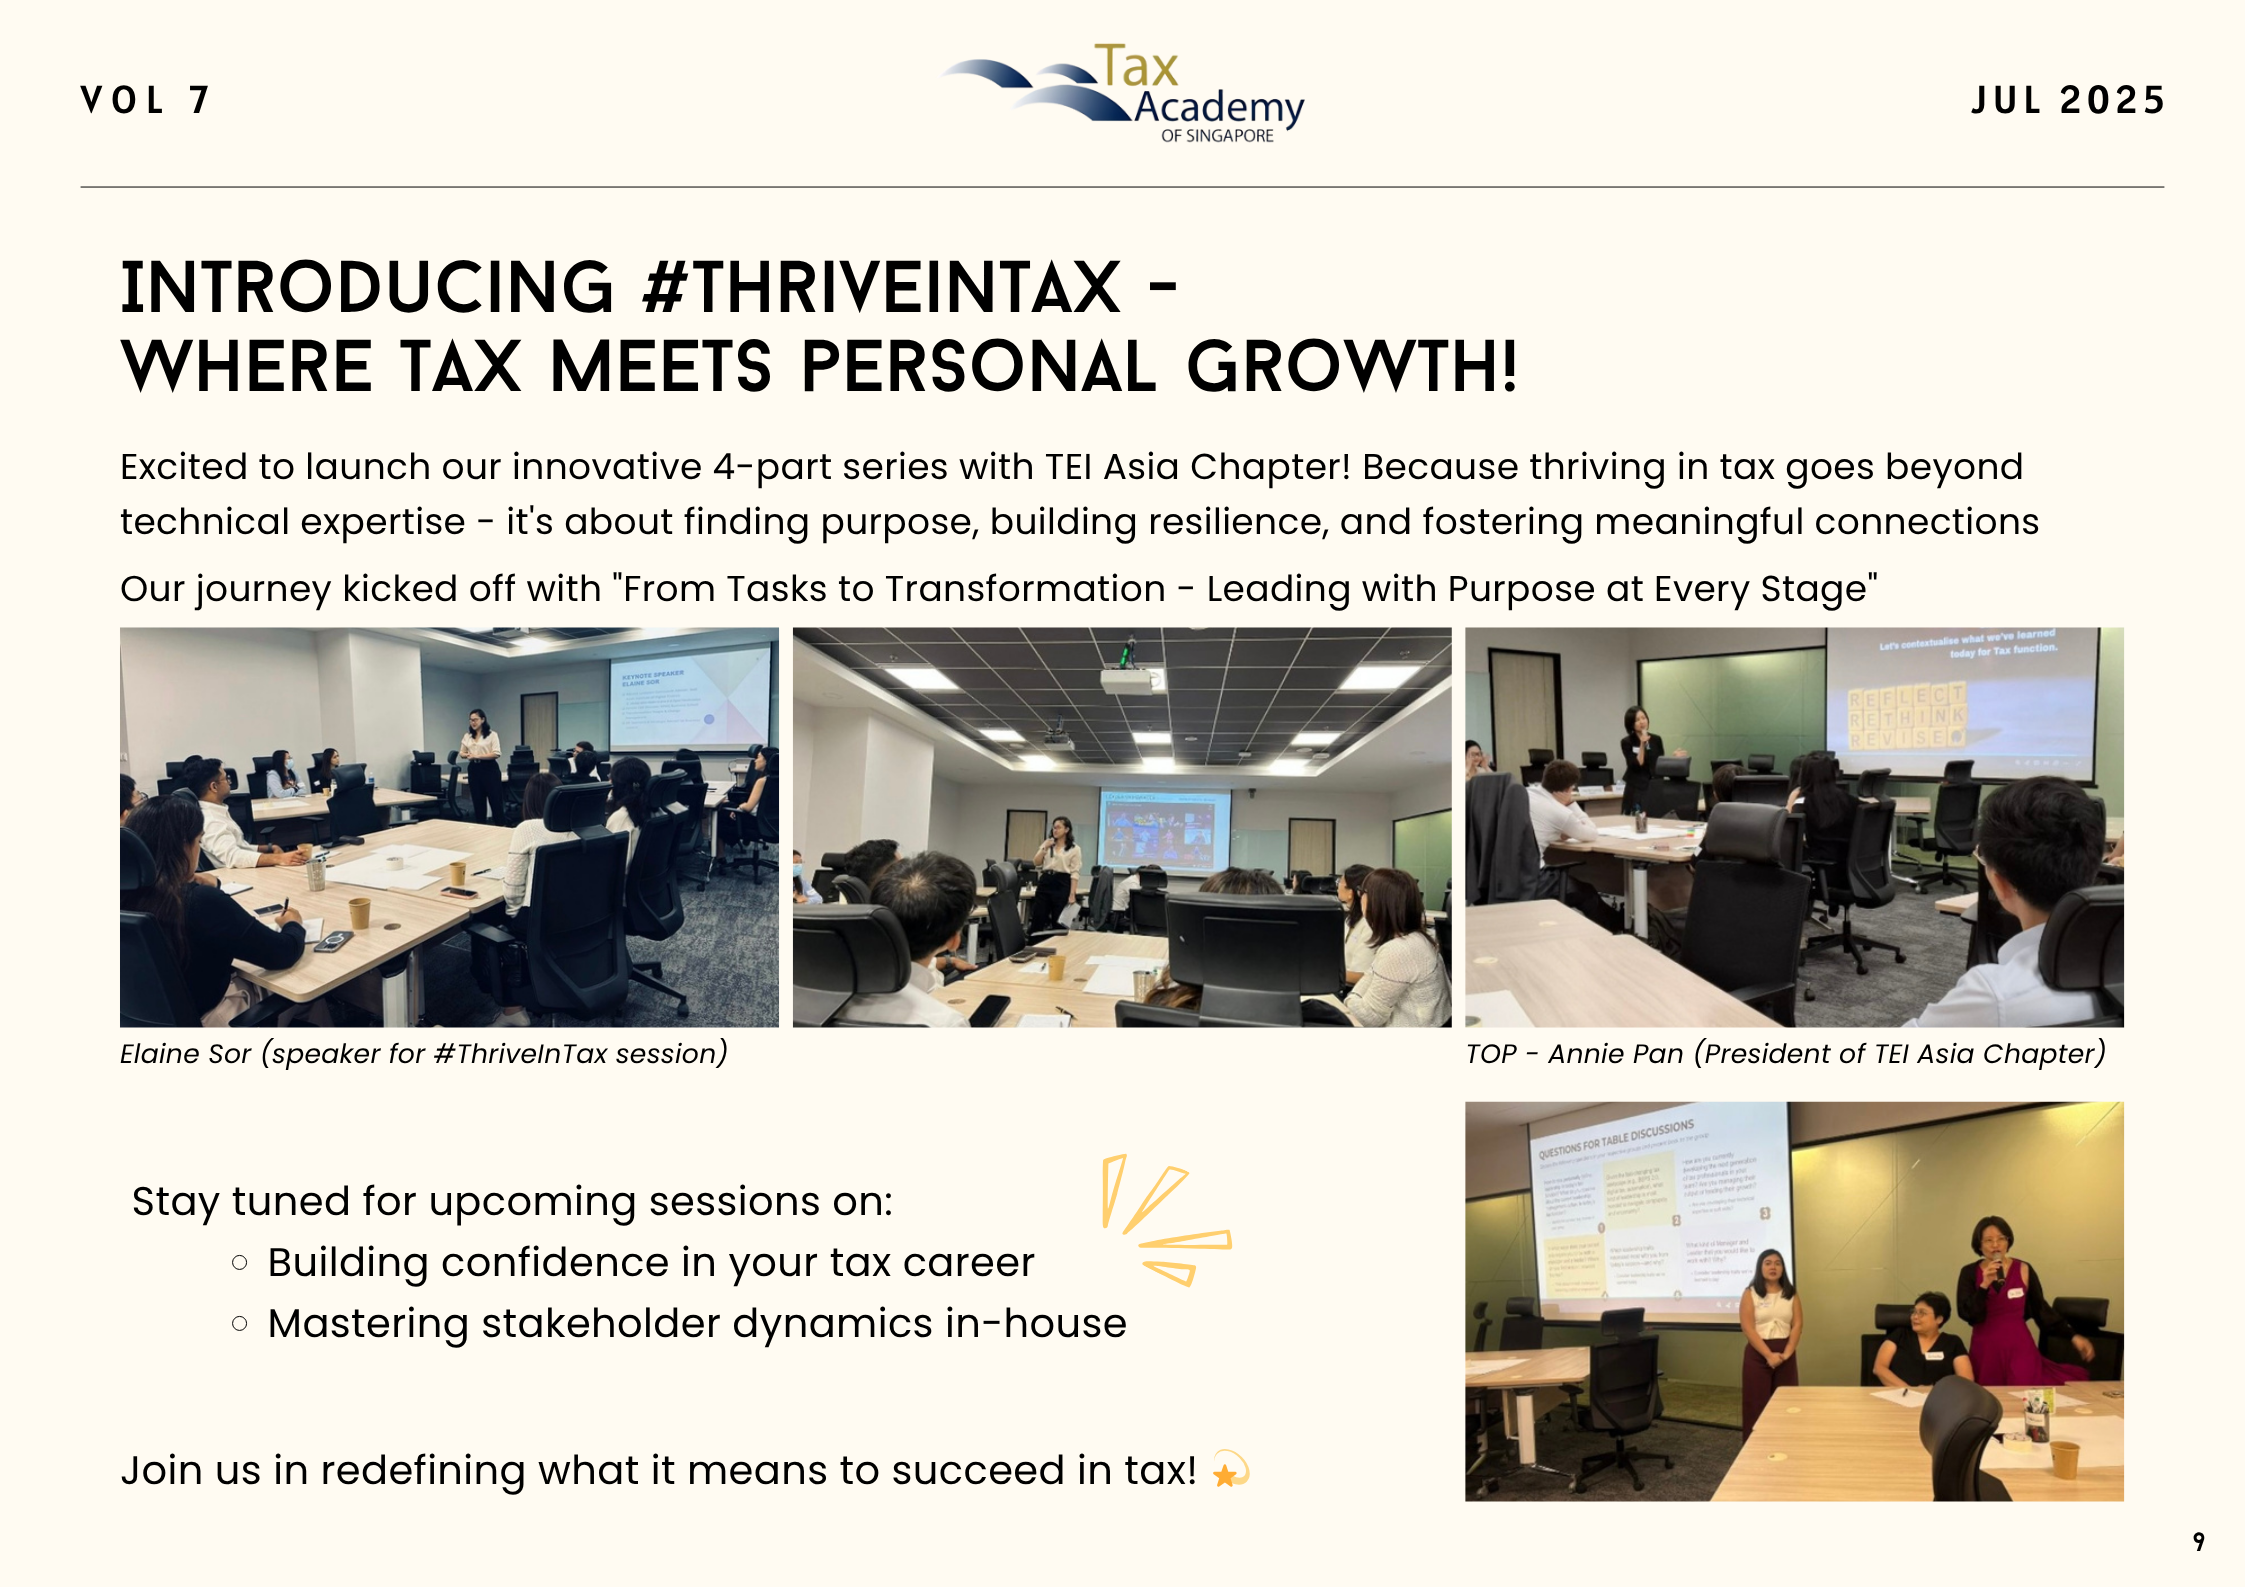 VOL 7
Tax
Academy
OF SINGAPORE
JUL 2025
INTRODUCING #THRIVEINTAX -
WHERE TAX MEETS PERSONAL GROWTH!
Excited to launch our innovative 4-part series with TEI Asia Chapter! Because thriving in tax goes beyond
technical expertise - it's about finding purpose, building resilience, and fostering meaningful connections
Our journey kicked off with "From Tasks to Transformation - Leading with Purpose at Every Stage"
KEYNOTE SPEAKER
ELAINE SOR
Let's contextualise what we've learned
today for Tax function.
REFLECT
RETHINK
REVISE
Elaine Sor (speaker for #ThriveInTax session)
TOP - Annie Pan (President of TEI Asia Chapter)
QUESTIONS FOR TABLE DISCUSSIONS
Stay tuned for upcoming sessions on:
Building confidence in your tax career
Mastering stakeholder dynamics in-house
Join us in redefining what it means to succeed in tax!
9